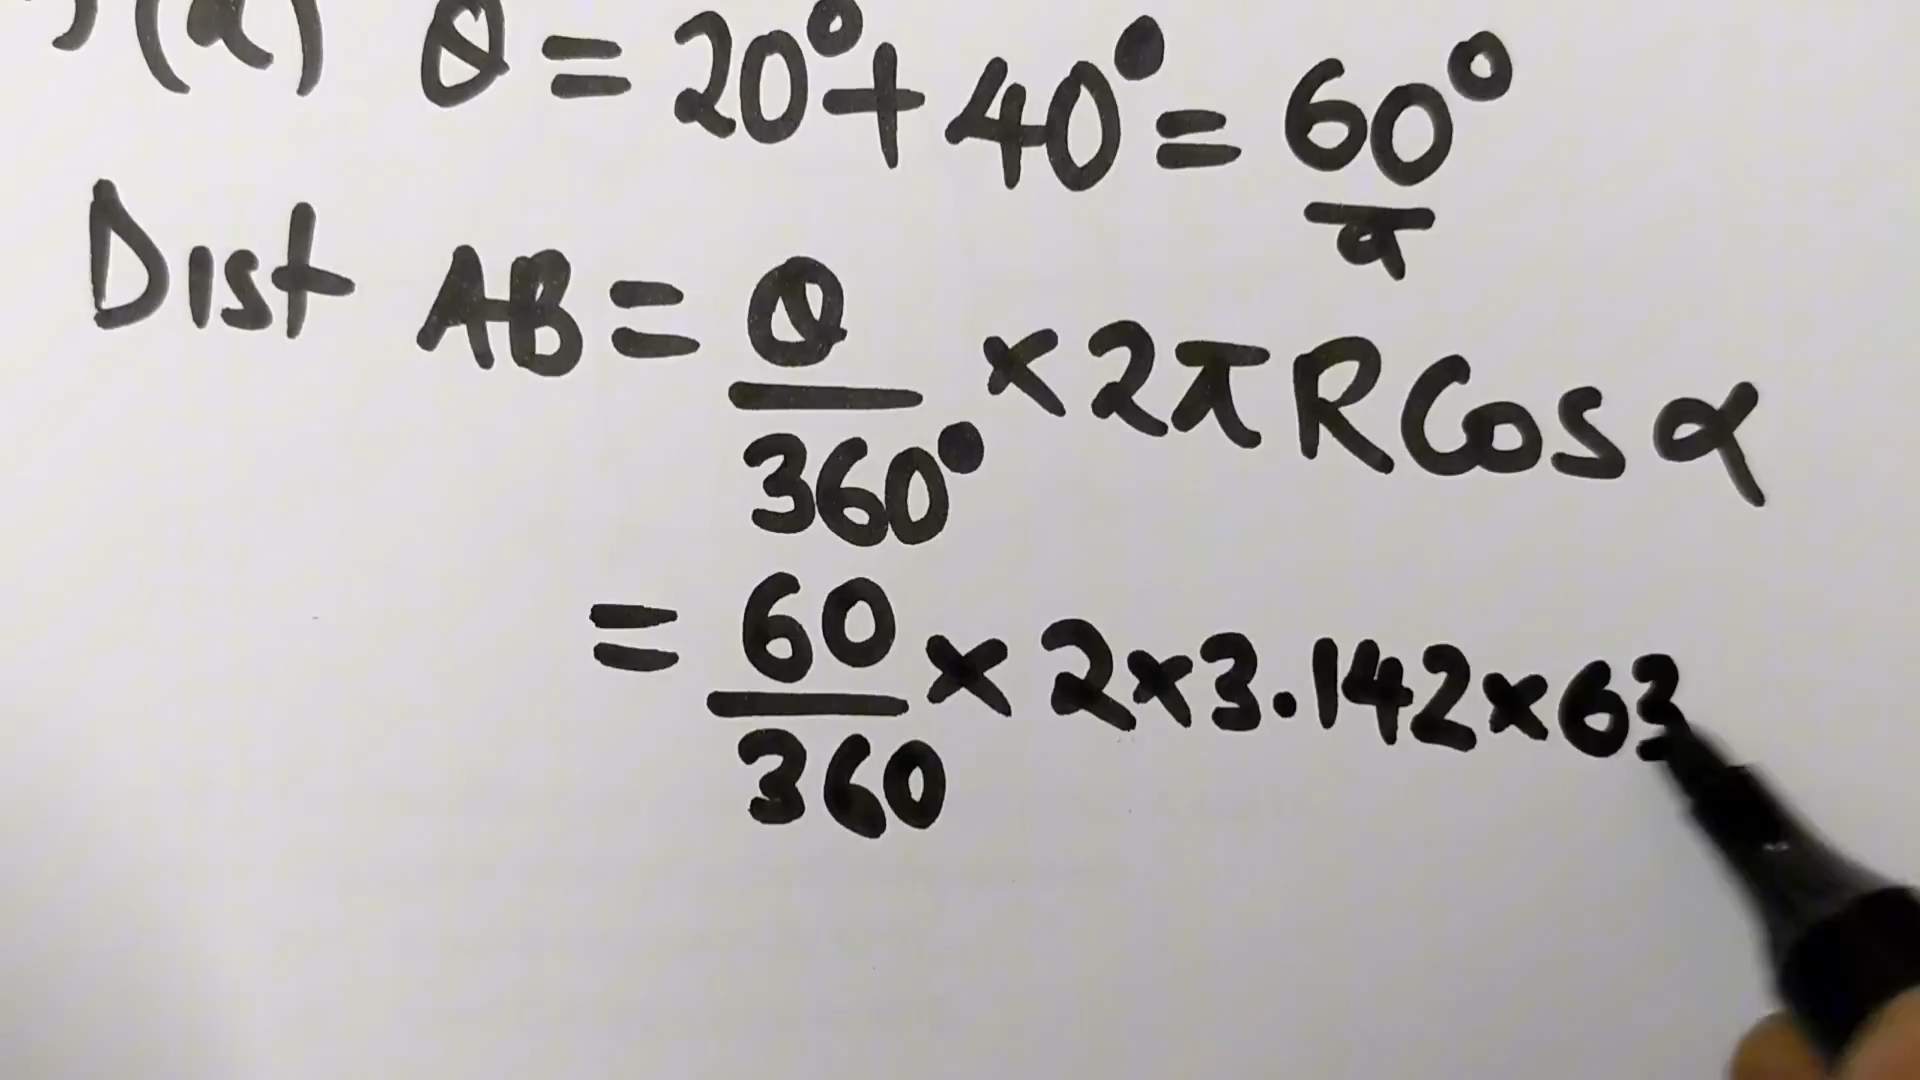 (a) θ = 20° + 40° = 60°
Dist AB = θ/360° × 2πR Cos α
= 60/360 × 2 × 3.142 × 63